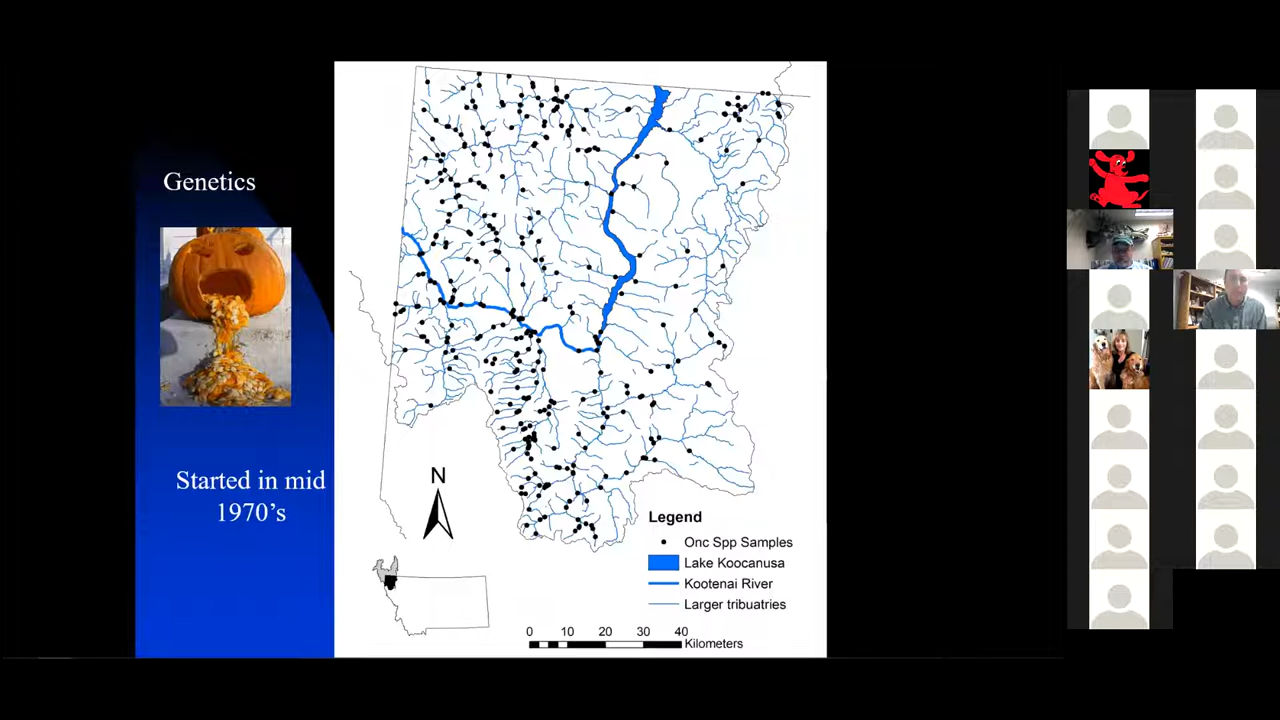 Genetics
Started in mid
1970’s
N
Legend
Onc Spp Samples
Lake Koocanusa
Kootenai River
Larger tribuatries
0 10 20 30 40
Kilometers